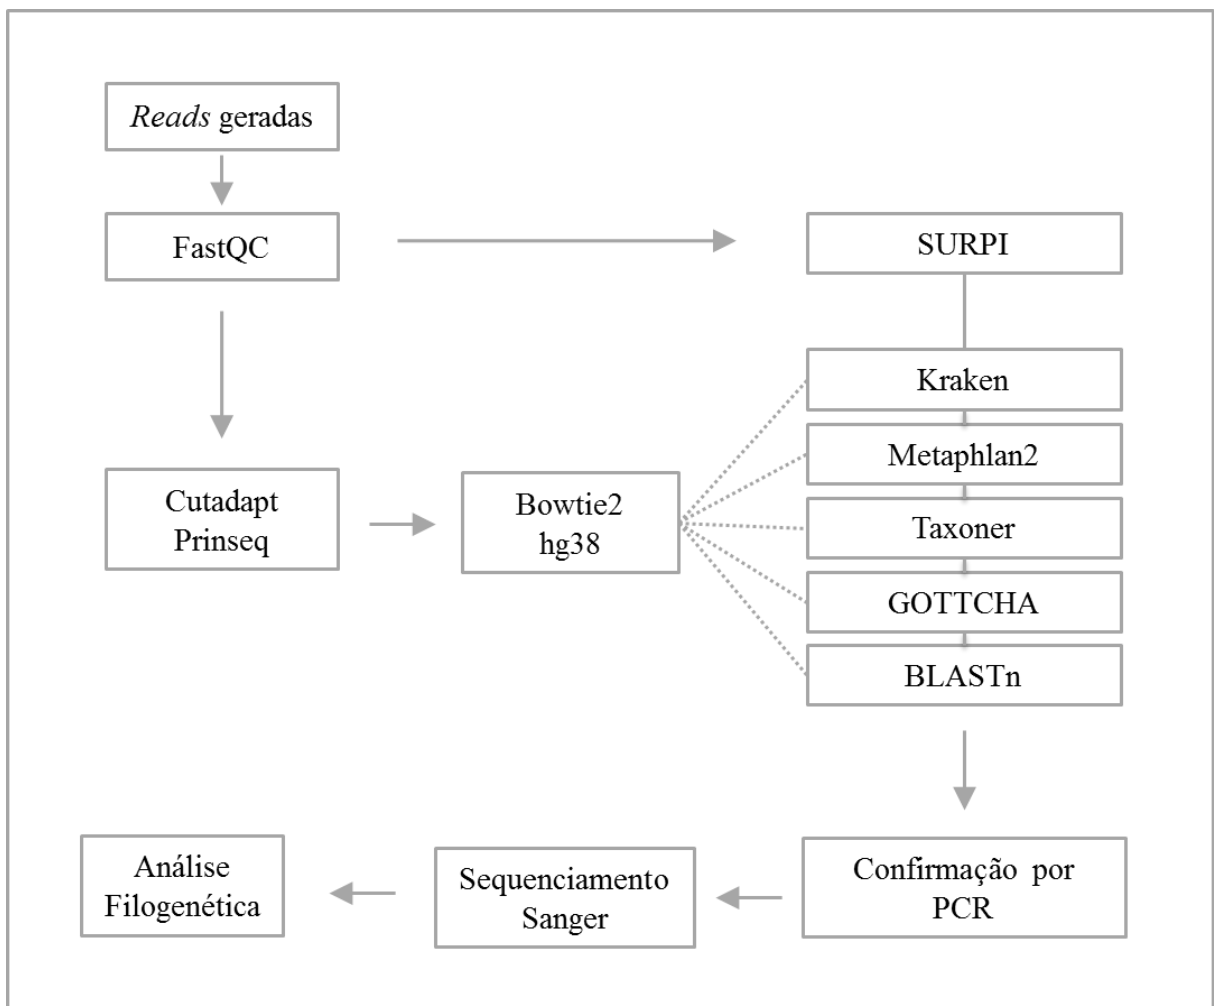 Reads geradas
FastQC
SURPI
Kraken
Metaphlan2
Taxoner
GOTTCHA
BLASTn
Cutadapt
Prinseq
Bowtie2
hg38
Confirmação por
PCR
Sequenciamento
Sanger
Análise
Filogenética